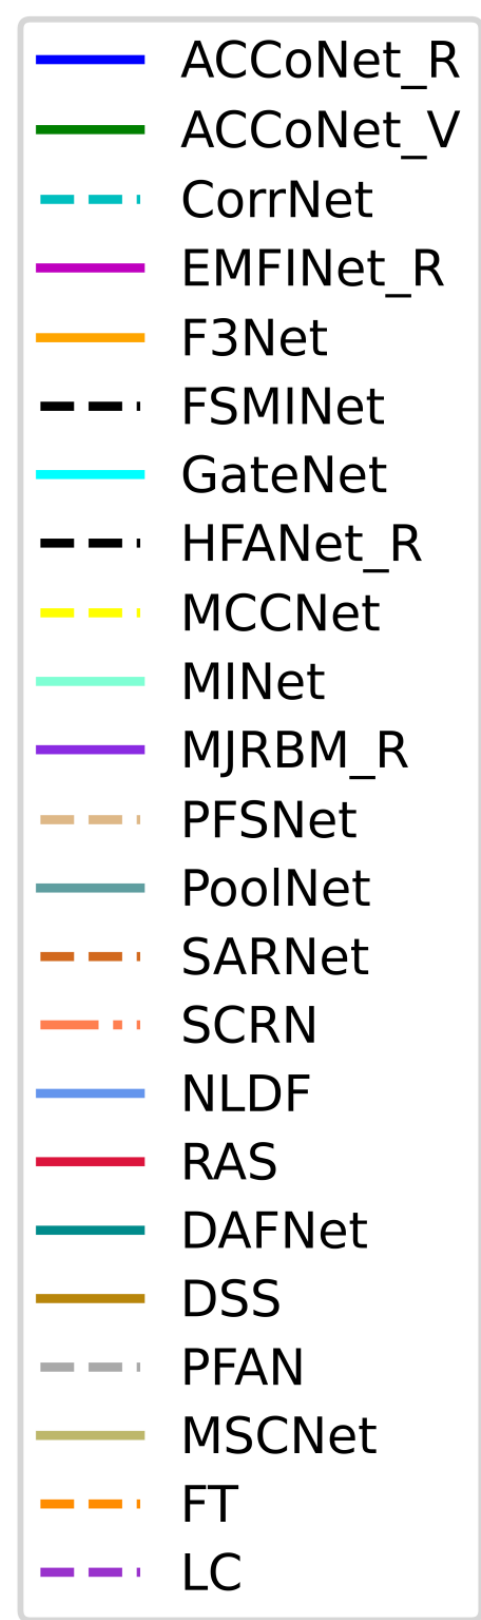 ACCoNet_R
ACCoNet_V
CorrNet
EMFINet_R
F3Net
FSMINet
GateNet
HFANet_R
MCCNet
MINet
MJRBM_R
PFSNet
PoolNet
SARNet
SCRN
NLDF
RAS
DAFNet
DSS
PFAN
MSCNet
FT
LC